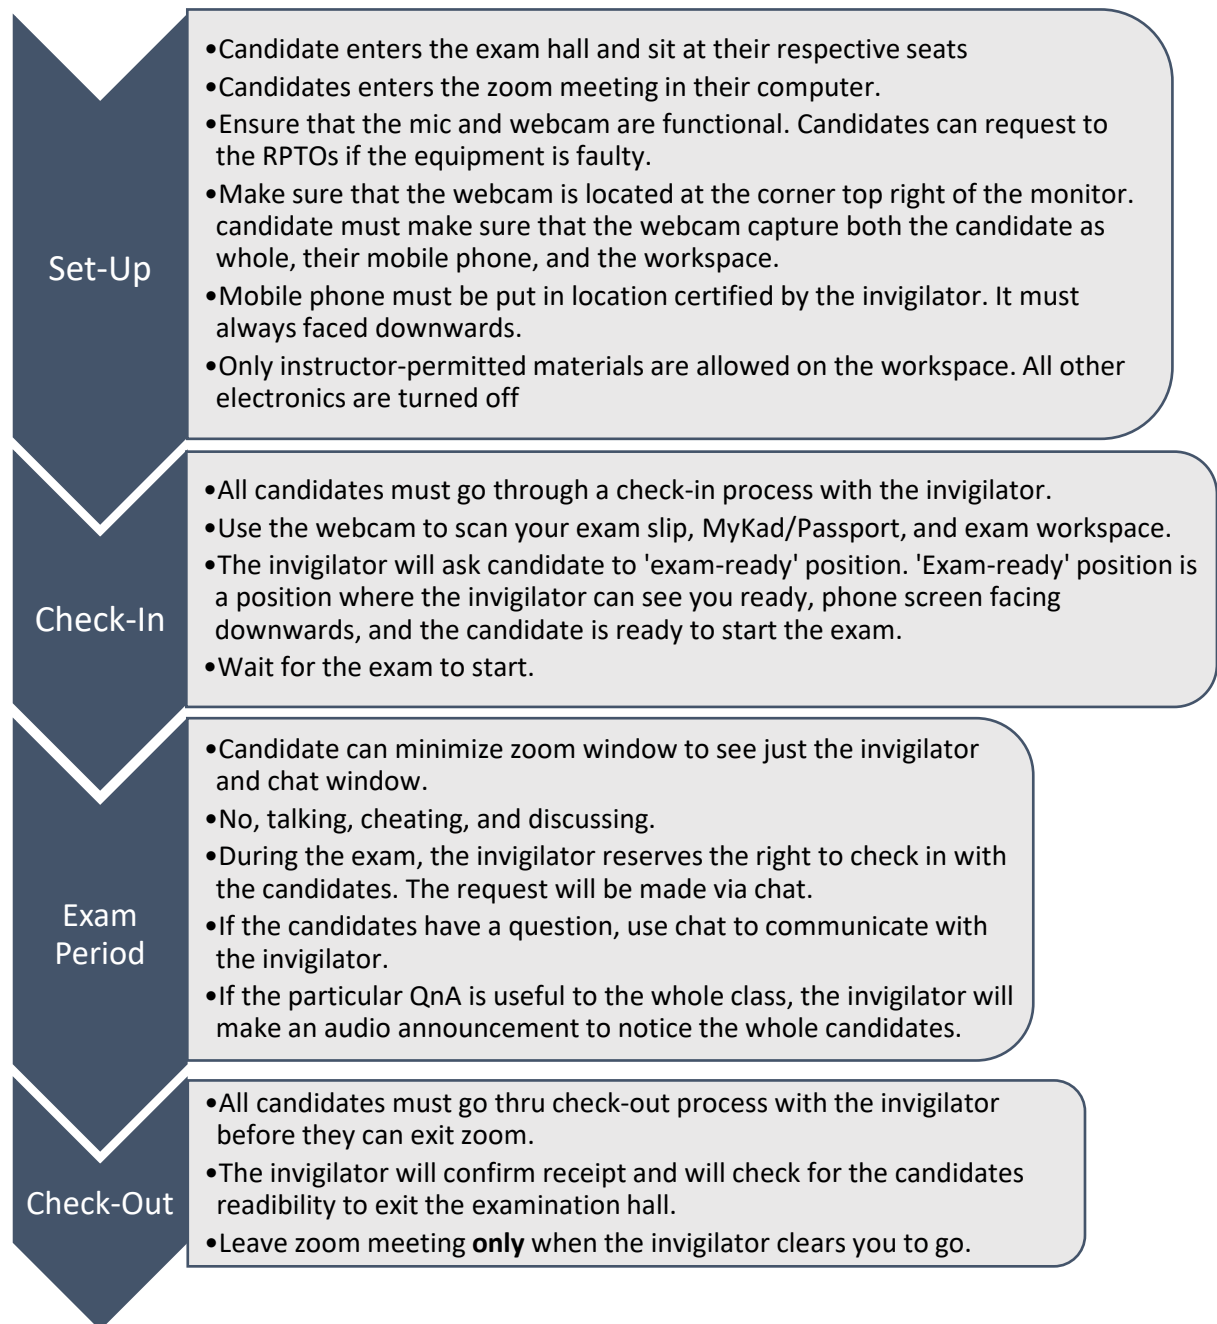 Set-Up
•Candidate enters the exam hall and sit at their respective seats
•Candidates enters the zoom meeting in their computer.
•Ensure that the mic and webcam are functional. Candidates can request to
the RPTOs if the equipment is faulty.
•Make sure that the webcam is located at the corner top right of the monitor.
candidate must make sure that the webcam capture both the candidate as
whole, their mobile phone, and the workspace.
•Mobile phone must be put in location certified by the invigilator. It must
always faced downwards.
•Only instructor-permitted materials are allowed on the workspace. All other
electronics are turned off
Check-In
•All candidates must go through a check-in process with the invigilator.
•Use the webcam to scan your exam slip, MyKad/Passport, and exam workspace.
•The invigilator will ask candidate to 'exam-ready' position. 'Exam-ready' position is
a position where the invigilator can see you ready, phone screen facing
downwards, and the candidate is ready to start the exam.
•Wait for the exam to start.
Exam
Period
•Candidate can minimize zoom window to see just the invigilator
and chat window.
•No, talking, cheating, and discussing.
•During the exam, the invigilator reserves the right to check in with
the candidates. The request will be made via chat.
•If the candidates have a question, use chat to communicate with
the invigilator.
•If the particular QnA is useful to the whole class, the invigilator will
make an audio announcement to notice the whole candidates.
Check-Out
•All candidates must go thru check-out process with the invigilator
before they can exit zoom.
•The invigilator will confirm receipt and will check for the candidates
readibility to exit the examination hall.
•Leave zoom meeting only when the invigilator clears you to go.